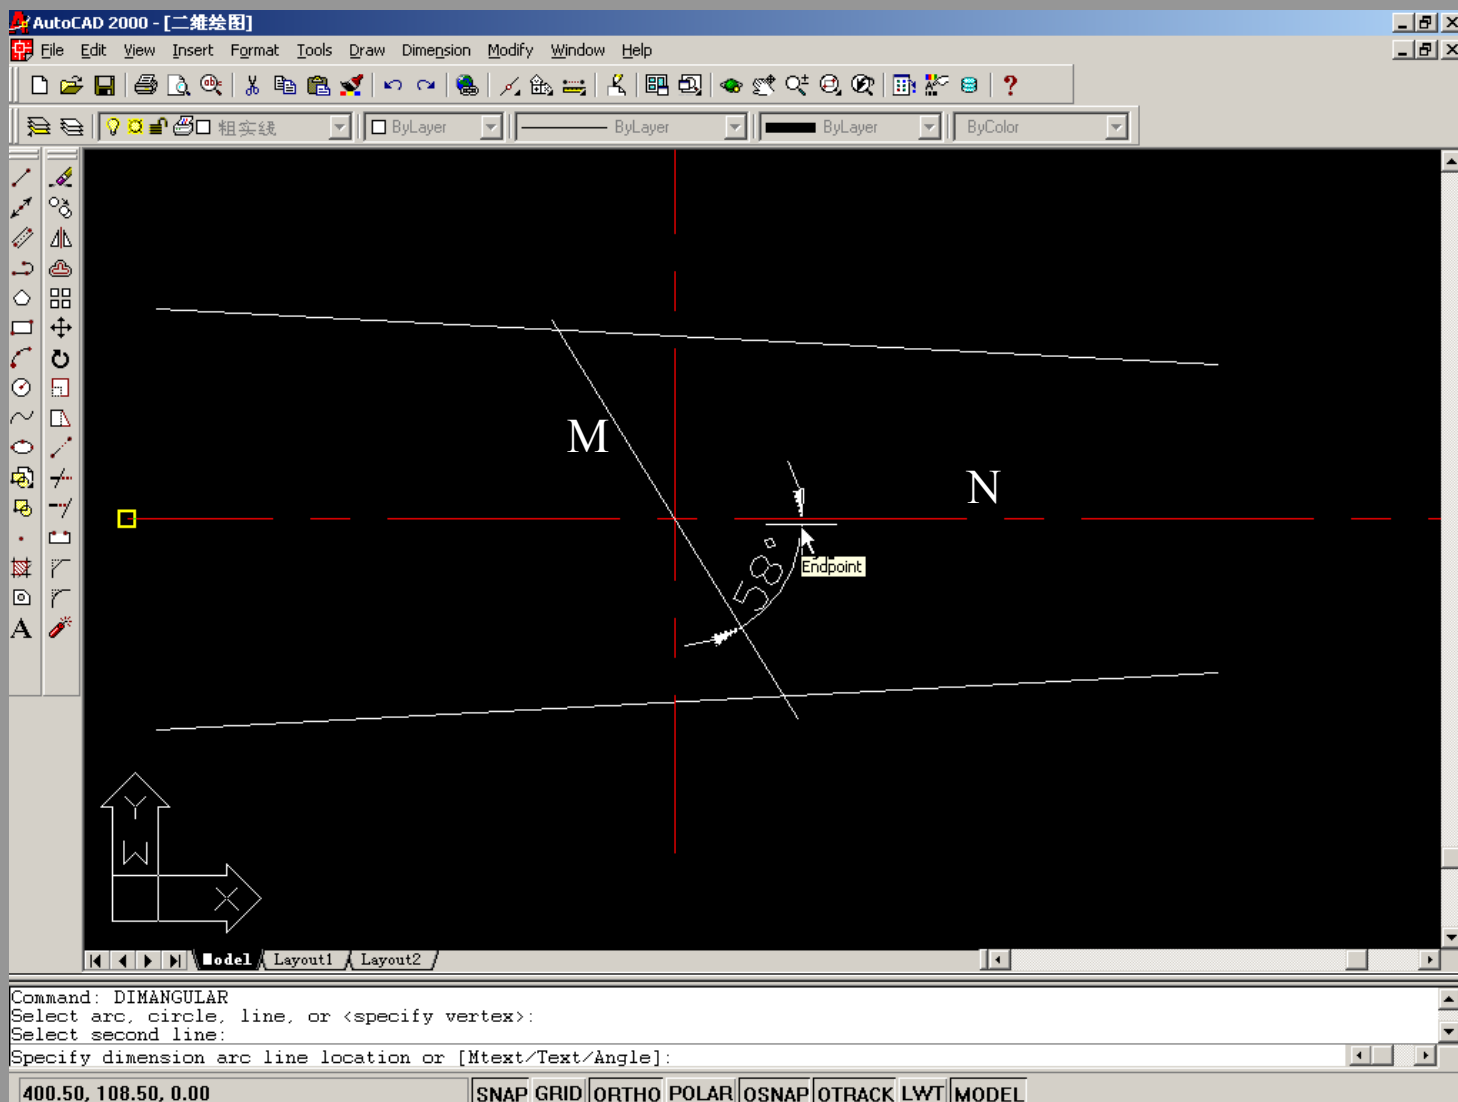 AutoCAD 2000 - [二维绘图]
File Edit View Insert Format Tools Draw Dimension Modify Window Help
粗实线 ByLayer ByLayer ByLayer ByColor
M
N
58°
Endpoint
Y
W
X
A
Model Layout1 Layout2
Command: DIMANGULAR
Select arc, circle, line, or <specify vertex>:
Select second line:
Specify dimension arc line location or [Mtext/Text/Angle]:
400.50, 108.50, 0.00 SNAP GRID ORTHO POLAR OSNAP OTRACK LWT MODEL